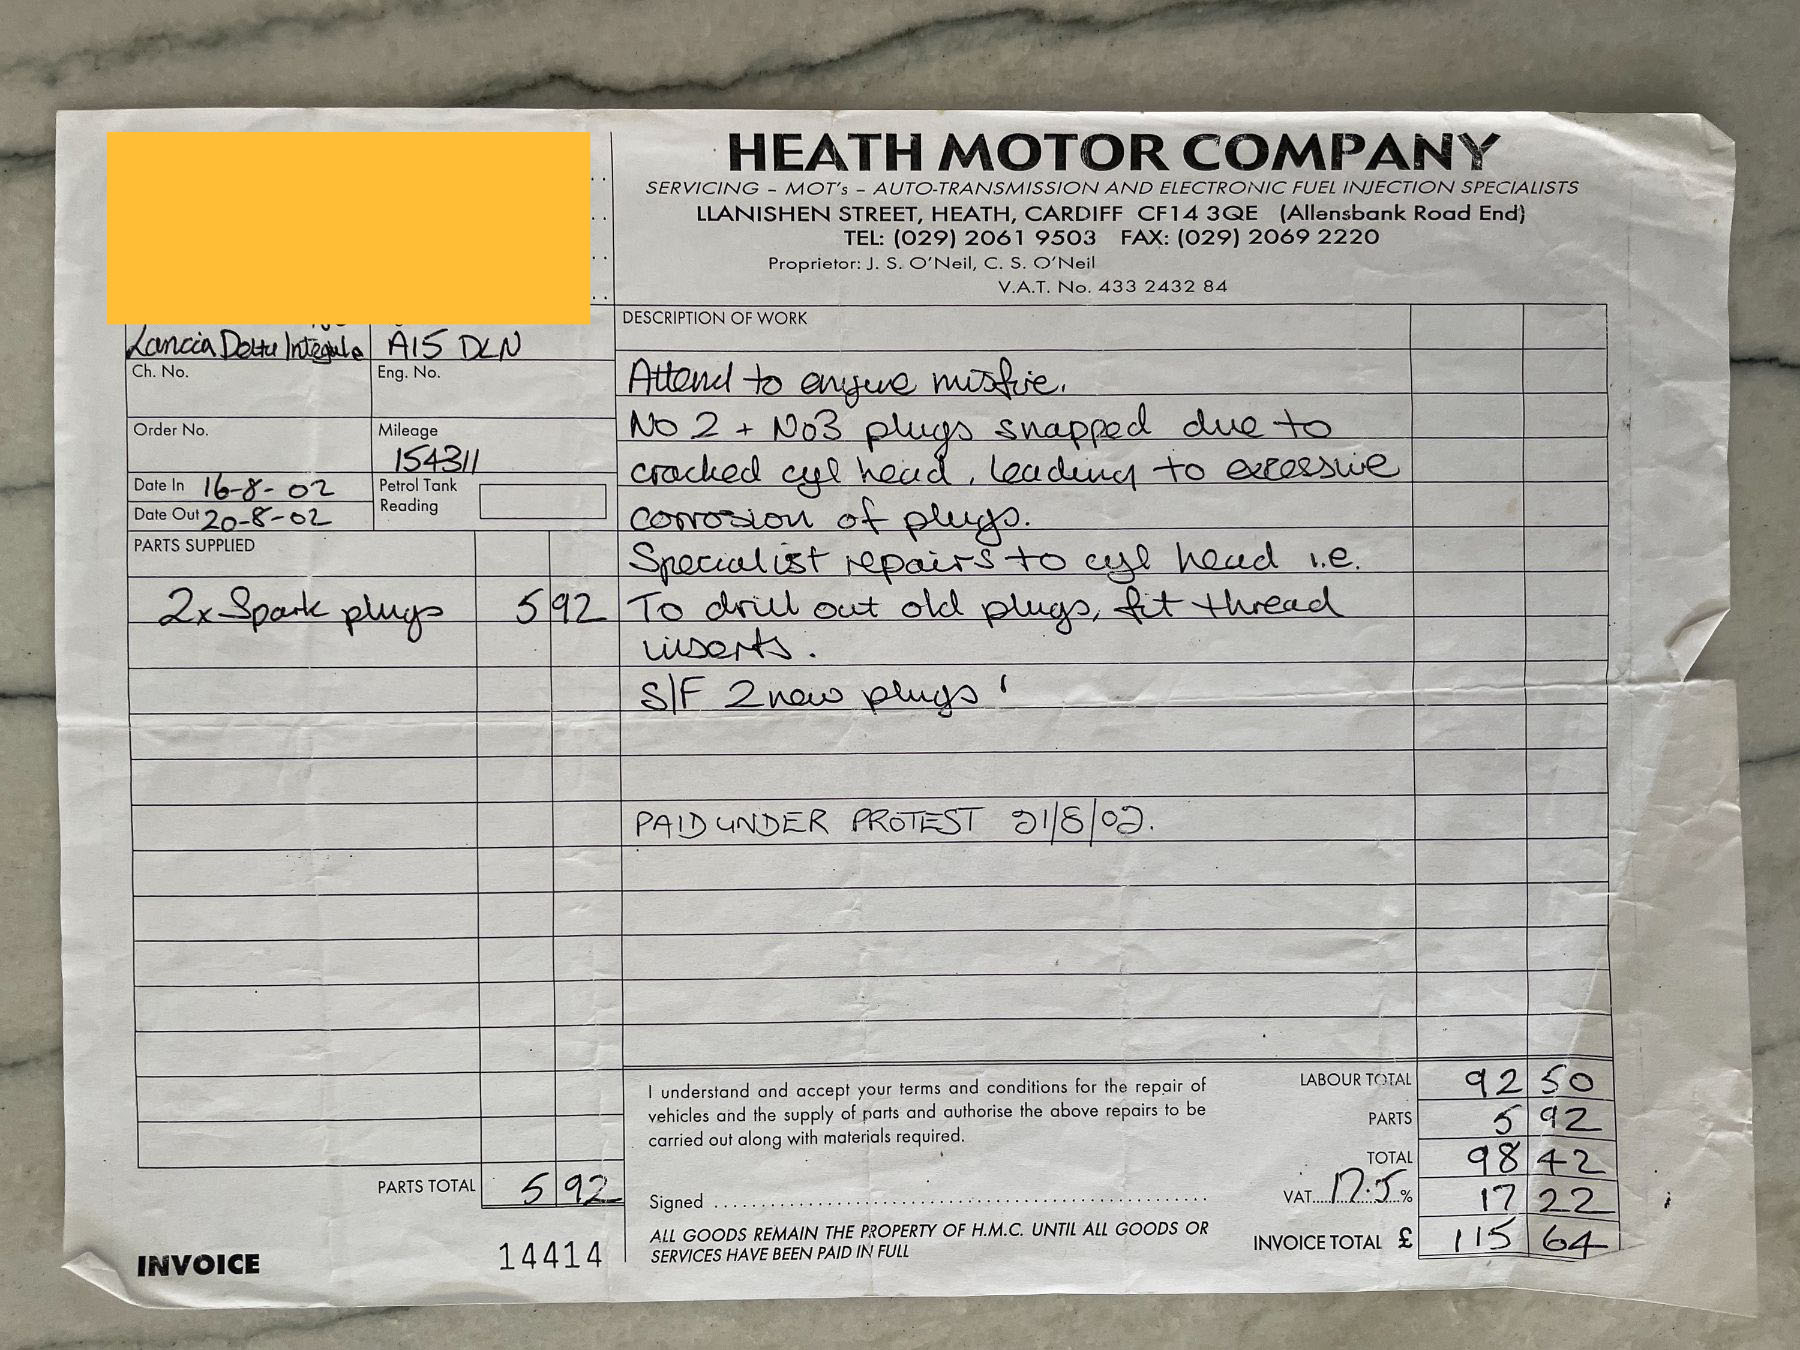 HEATH MOTOR COMPANY
SERVICING – MOT's – AUTO-TRANSMISSION AND ELECTRONIC FUEL INJECTION SPECIALISTS
LLANISHEN STREET, HEATH, CARDIFF CF14 3QE (Allensbank Road End)
TEL: (029) 2061 9503 FAX: (029) 2069 2220
Proprietor: J. S. O'Neil, C. S. O'Neil
V.A.T. No. 433 2432 84
Lancia Delta Integrale A15 DLN
Ch. No. Eng. No.
Order No. Mileage
154311
Date In 16-8-02 Petrol Tank
Reading
Date Out 20-8-02
PARTS SUPPLIED
2x Spark plugs 5 92
PARTS TOTAL 5 92
INVOICE 14414
DESCRIPTION OF WORK
Attend to engine misfire.
No 2 + No3 plugs snapped due to
cracked cyl head, leading to excessive
corrosion of plugs.
Specialist repairs to cyl head i.e.
To drill out old plugs, fit thread
inserts.
S/F 2 new plugs
PAID UNDER PROTEST 21/8/02.
I understand and accept your terms and conditions for the repair of
vehicles and the supply of parts and authorise the above repairs to be
carried out along with materials required.
Signed
ALL GOODS REMAIN THE PROPERTY OF H.M.C. UNTIL ALL GOODS OR
SERVICES HAVE BEEN PAID IN FULL
LABOUR TOTAL 92 50
PARTS 5 92
TOTAL 98 42
VAT 17.5 % 17 22
INVOICE TOTAL £ 115 64